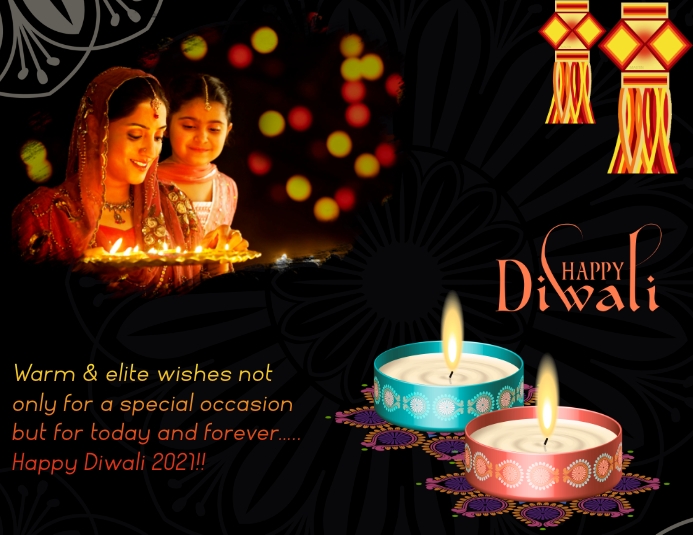 HAPPY
Diwali
Warm & elite wishes not
only for a special occasion
but for today and forever.....
Happy Diwali 2021!!